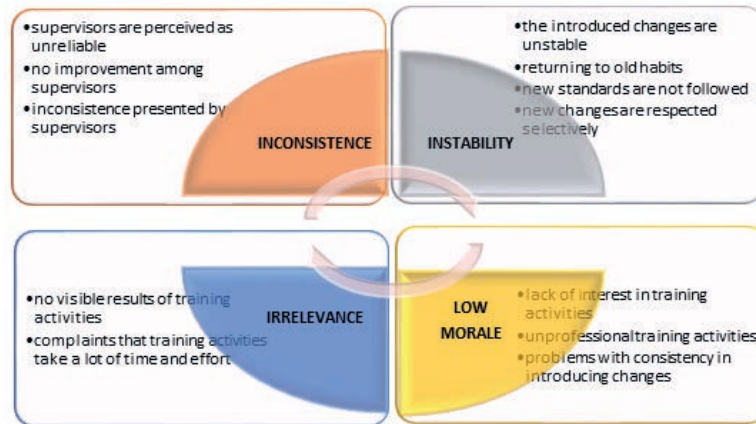 •supervisors are perceived as
unreliable
•no improvement among
supervisors
•inconsistence presented by
supervisors
INCONSISTENCE
•the introduced changes are
unstable
•returning to old habits
•new standards are not followed
•new changes are respected
selectively
INSTABILITY
•no visible results of training
activities
•complaints that training activities
take a lot of time and effort
IRRELEVANCE
•lack of interest in training
activities
•unprofessional training activities
•problems with consistency in
introducing changes
LOW
MORALE